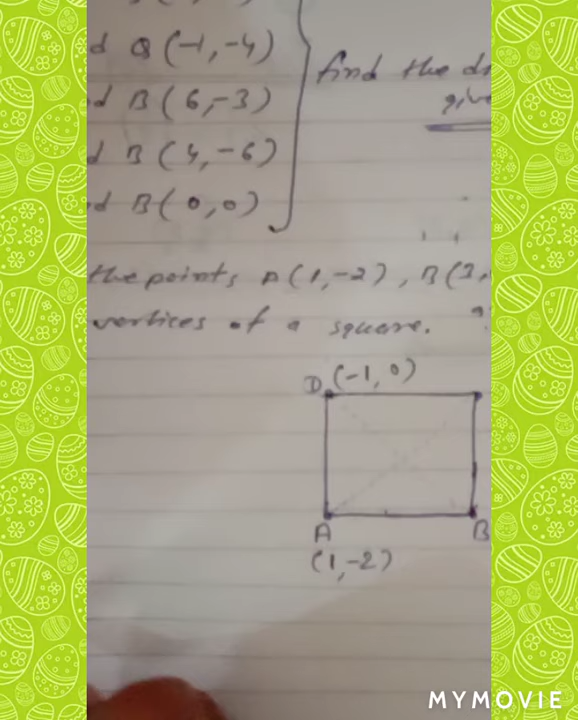 d Q (-1, -4)
find the
d B (6, -3)
give
d B (4, -6)
d B (0, 0)
the points A (1, -2), B (3,
vertices of a square.
D (-1, 0)
A
B
(1, -2)
MYMOVIE